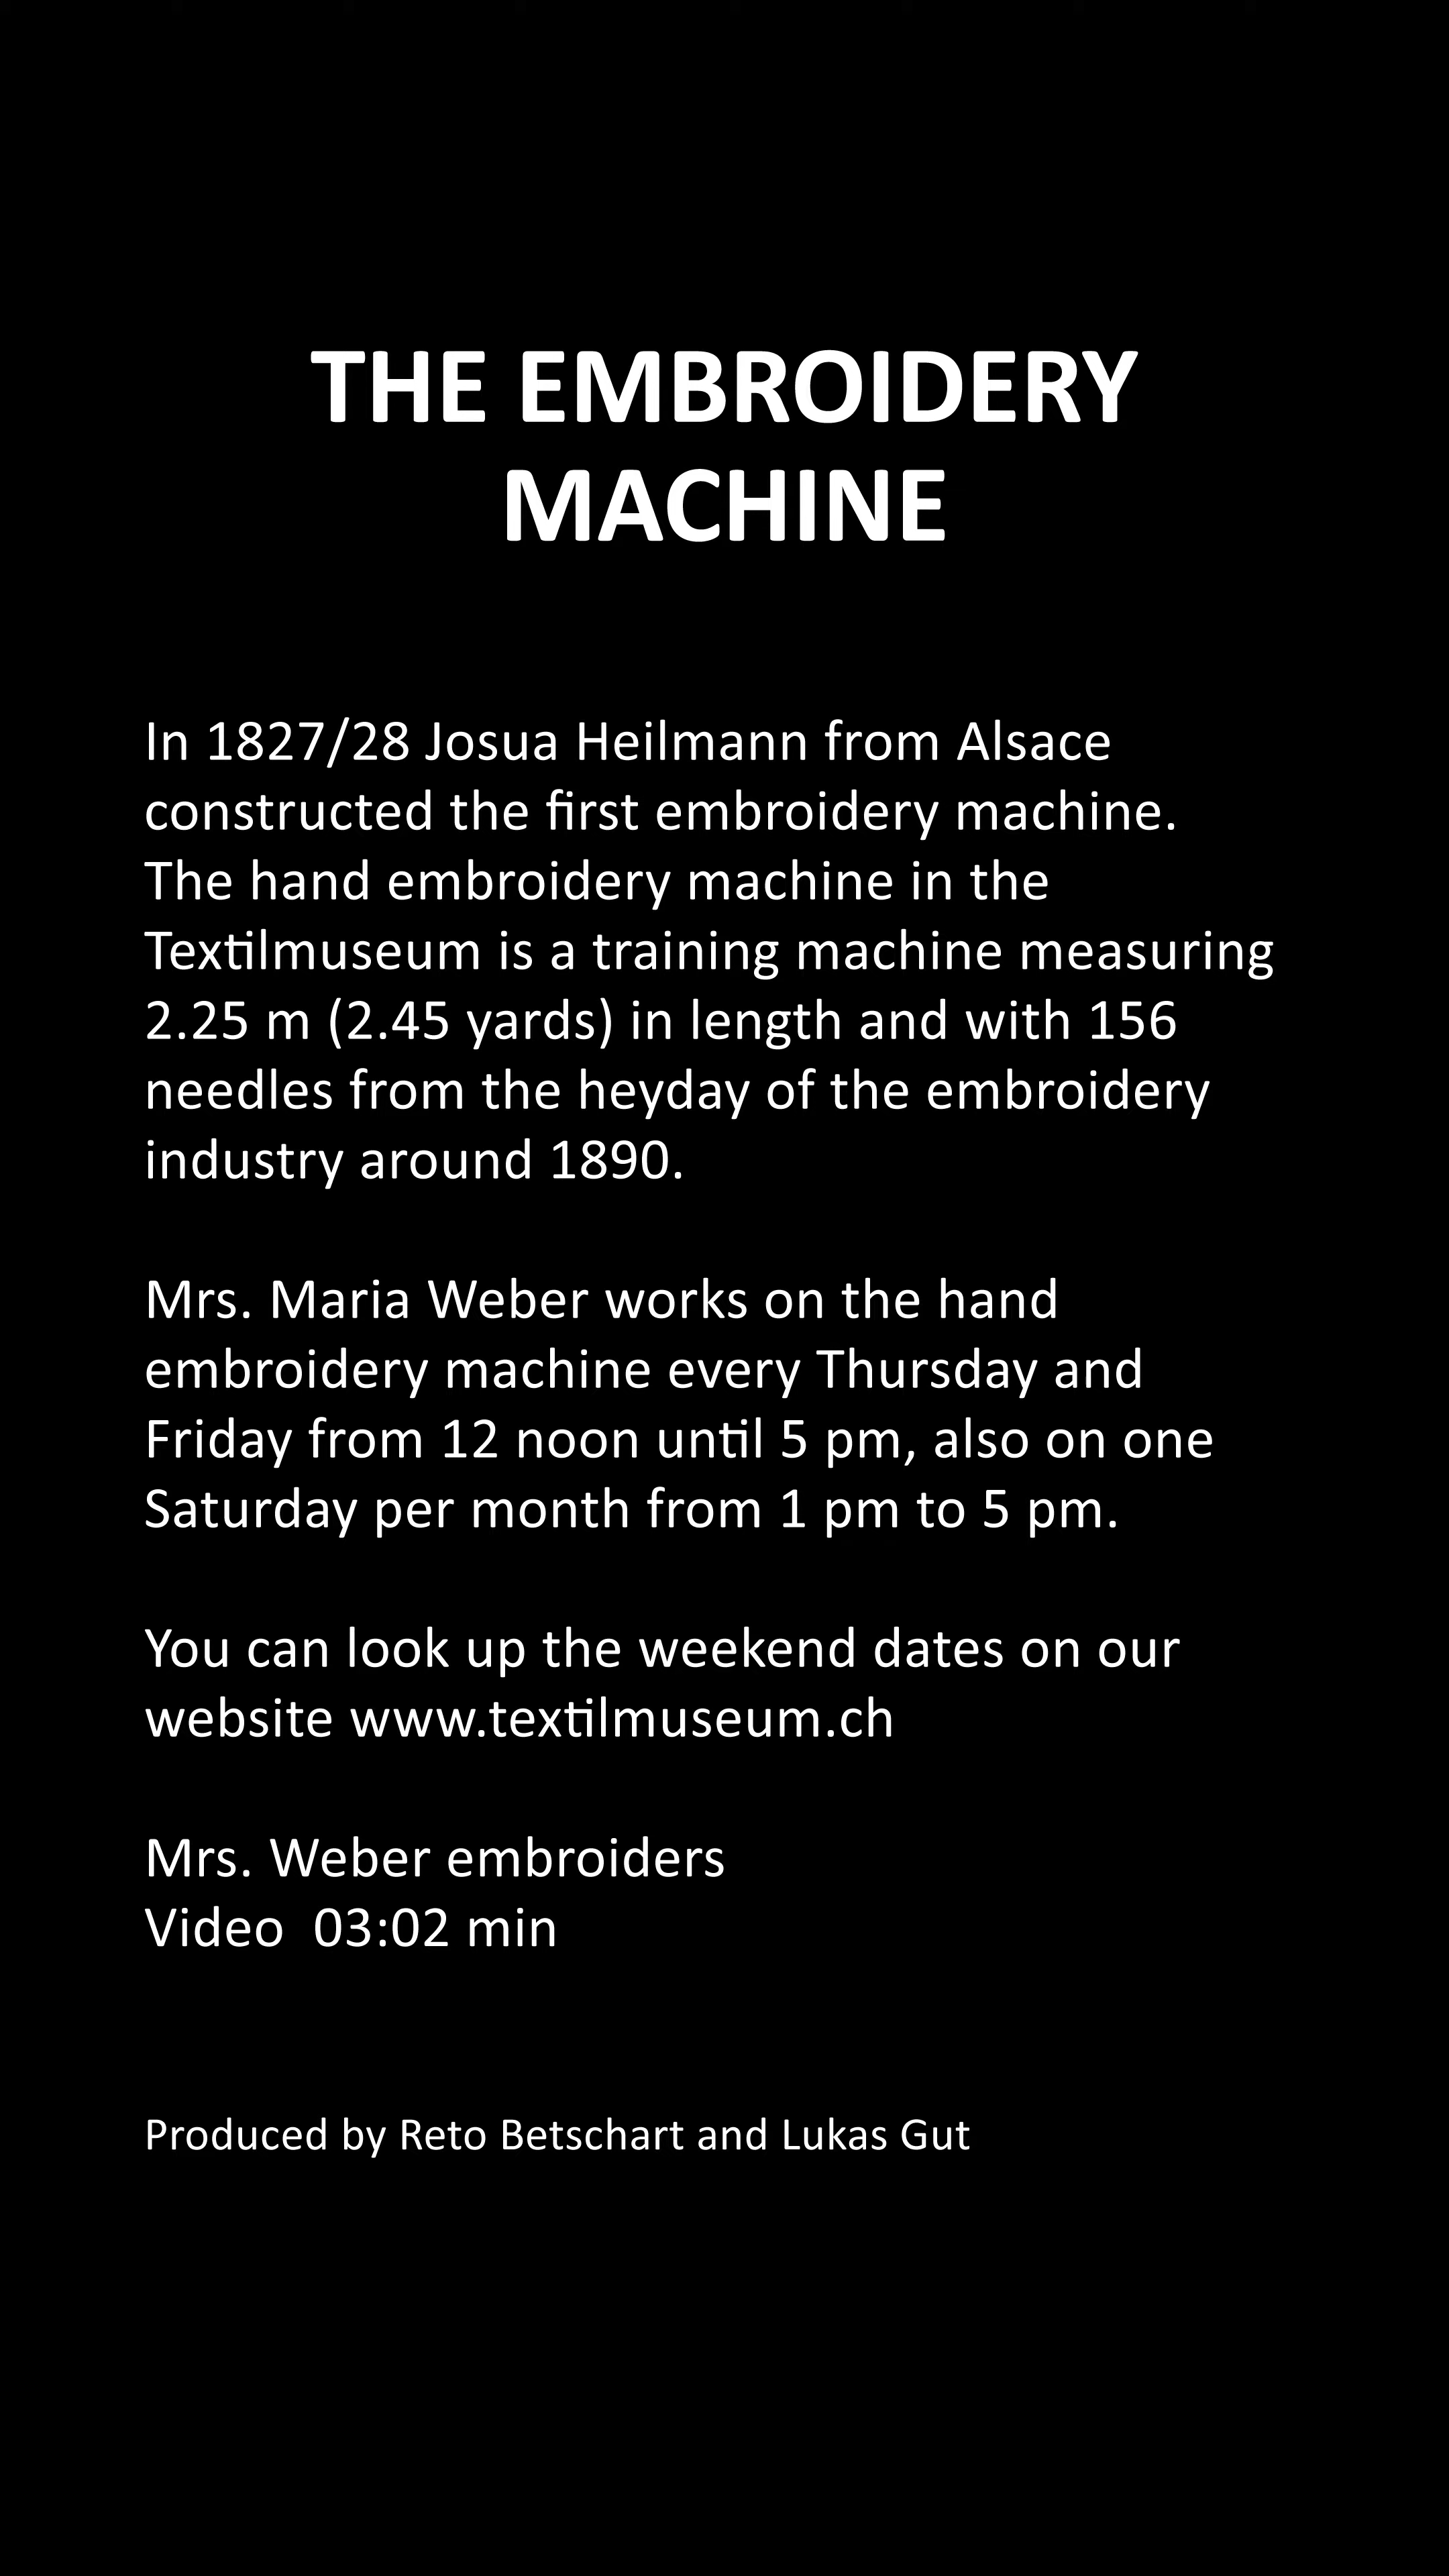 THE EMBROIDERY
MACHINE
In 1827/28 Josua Heilmann from Alsace
constructed the first embroidery machine.
The hand embroidery machine in the
Textilmuseum is a training machine measuring
2.25 m (2.45 yards) in length and with 156
needles from the heyday of the embroidery
industry around 1890.
Mrs. Maria Weber works on the hand
embroidery machine every Thursday and
Friday from 12 noon until 5 pm, also on one
Saturday per month from 1 pm to 5 pm.
You can look up the weekend dates on our
website www.textilmuseum.ch
Mrs. Weber embroiders
Video  03:02 min
Produced by Reto Betschart and Lukas Gut